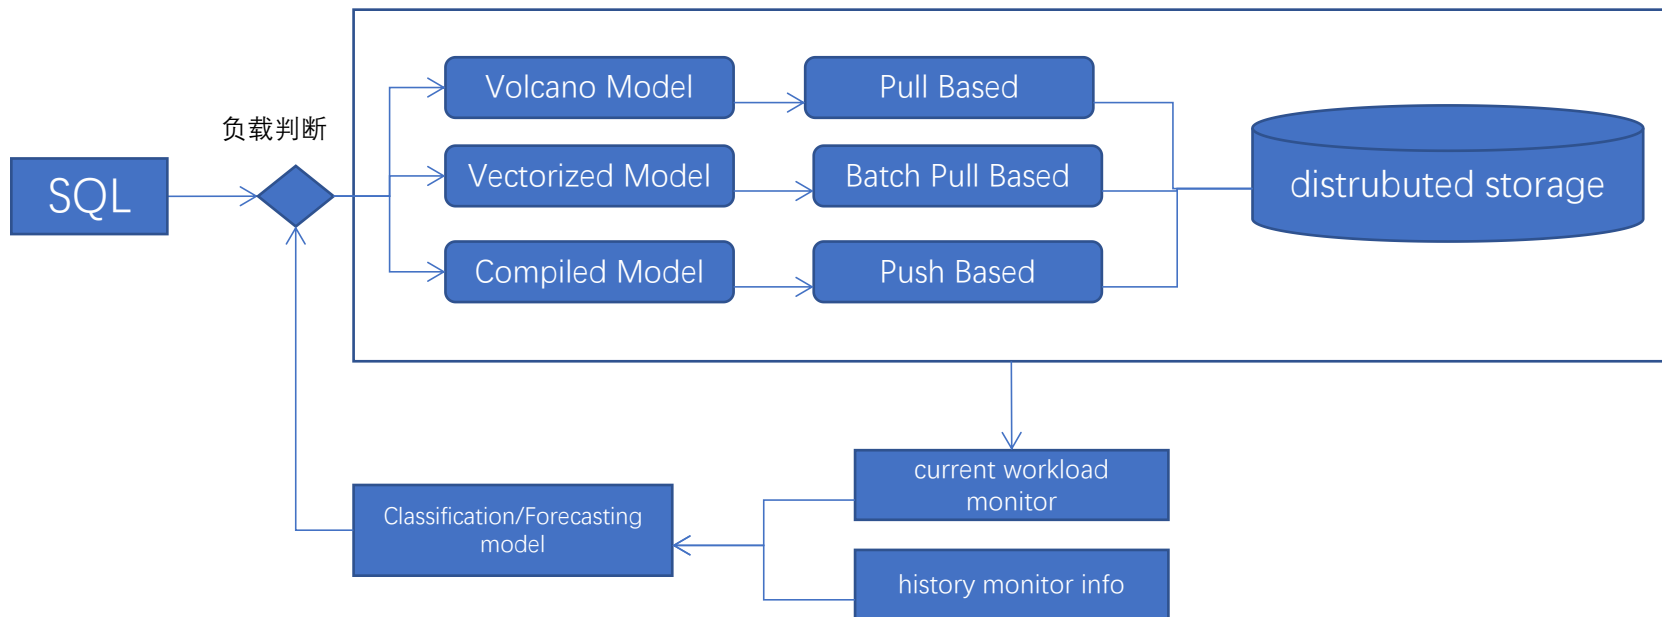 负载判断
SQL
Volcano Model
Pull Based
Vectorized Model
Batch Pull Based
Compiled Model
Push Based
distrubuted storage
current workload
monitor
Classification/Forecasting
model
history monitor info